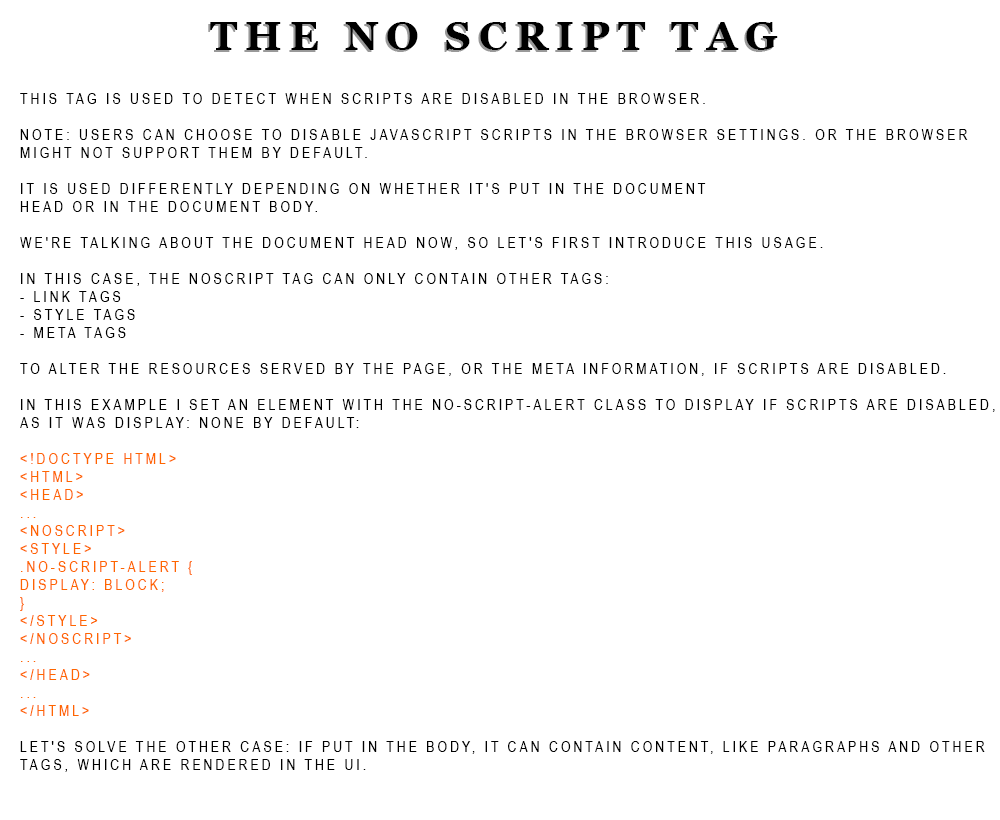 THE NO SCRIPT TAG
THIS TAG IS USED TO DETECT WHEN SCRIPTS ARE DISABLED IN THE BROWSER.
NOTE: USERS CAN CHOOSE TO DISABLE JAVASCRIPT SCRIPTS IN THE BROWSER SETTINGS. OR THE BROWSER
MIGHT NOT SUPPORT THEM BY DEFAULT.
IT IS USED DIFFERENTLY DEPENDING ON WHETHER IT'S PUT IN THE DOCUMENT
HEAD OR IN THE DOCUMENT BODY.
WE'RE TALKING ABOUT THE DOCUMENT HEAD NOW, SO LET'S FIRST INTRODUCE THIS USAGE.
IN THIS CASE, THE NOSCRIPT TAG CAN ONLY CONTAIN OTHER TAGS:
- LINK TAGS
- STYLE TAGS
- META TAGS
TO ALTER THE RESOURCES SERVED BY THE PAGE, OR THE META INFORMATION, IF SCRIPTS ARE DISABLED.
IN THIS EXAMPLE I SET AN ELEMENT WITH THE NO-SCRIPT-ALERT CLASS TO DISPLAY IF SCRIPTS ARE DISABLED,
AS IT WAS DISPLAY: NONE BY DEFAULT:
<!DOCTYPE HTML>
<HTML>
<HEAD>
...
<NOSCRIPT>
<STYLE>
.NO-SCRIPT-ALERT {
DISPLAY: BLOCK;
}
</STYLE>
</NOSCRIPT>
...
</HEAD>
...
</HTML>
LET'S SOLVE THE OTHER CASE: IF PUT IN THE BODY, IT CAN CONTAIN CONTENT, LIKE PARAGRAPHS AND OTHER
TAGS, WHICH ARE RENDERED IN THE UI.